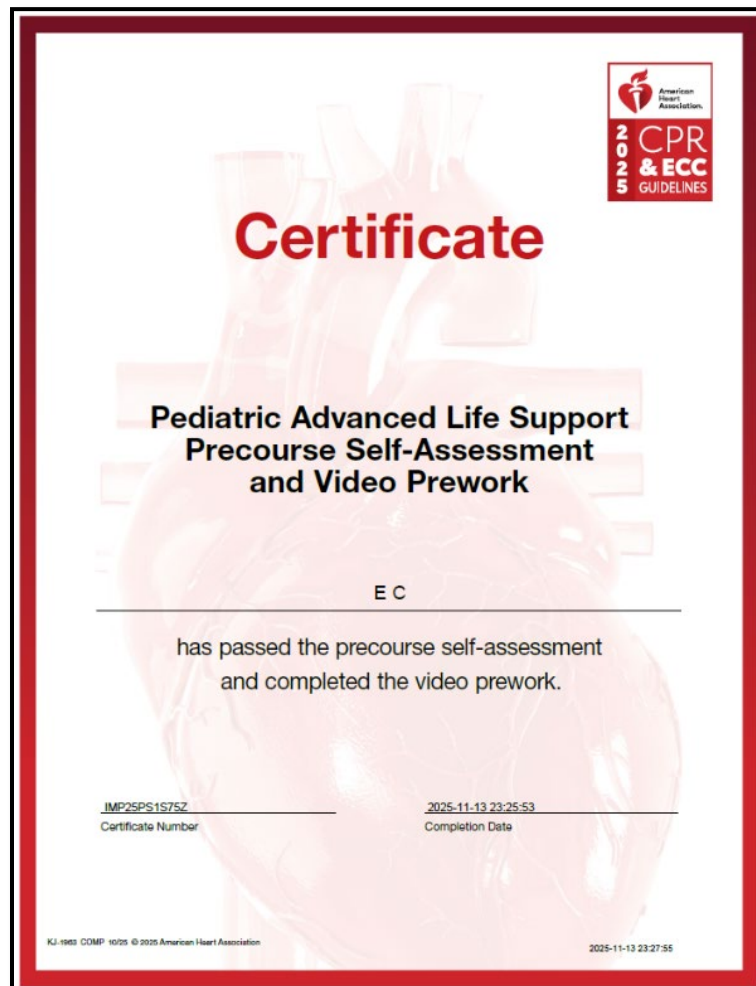 American
Heart
Association.
2025
CPR
& ECC
GUIDELINES
Certificate
Pediatric Advanced Life Support
Precourse Self-Assessment
and Video Prework
E C
has passed the precourse self-assessment
and completed the video prework.
IMP25PS1S75Z
Certificate Number
2025-11-13 23:25:53
Completion Date
KJ-1963 COMP 10/25 © 2025 American Heart Association
2025-11-13 23:27:55